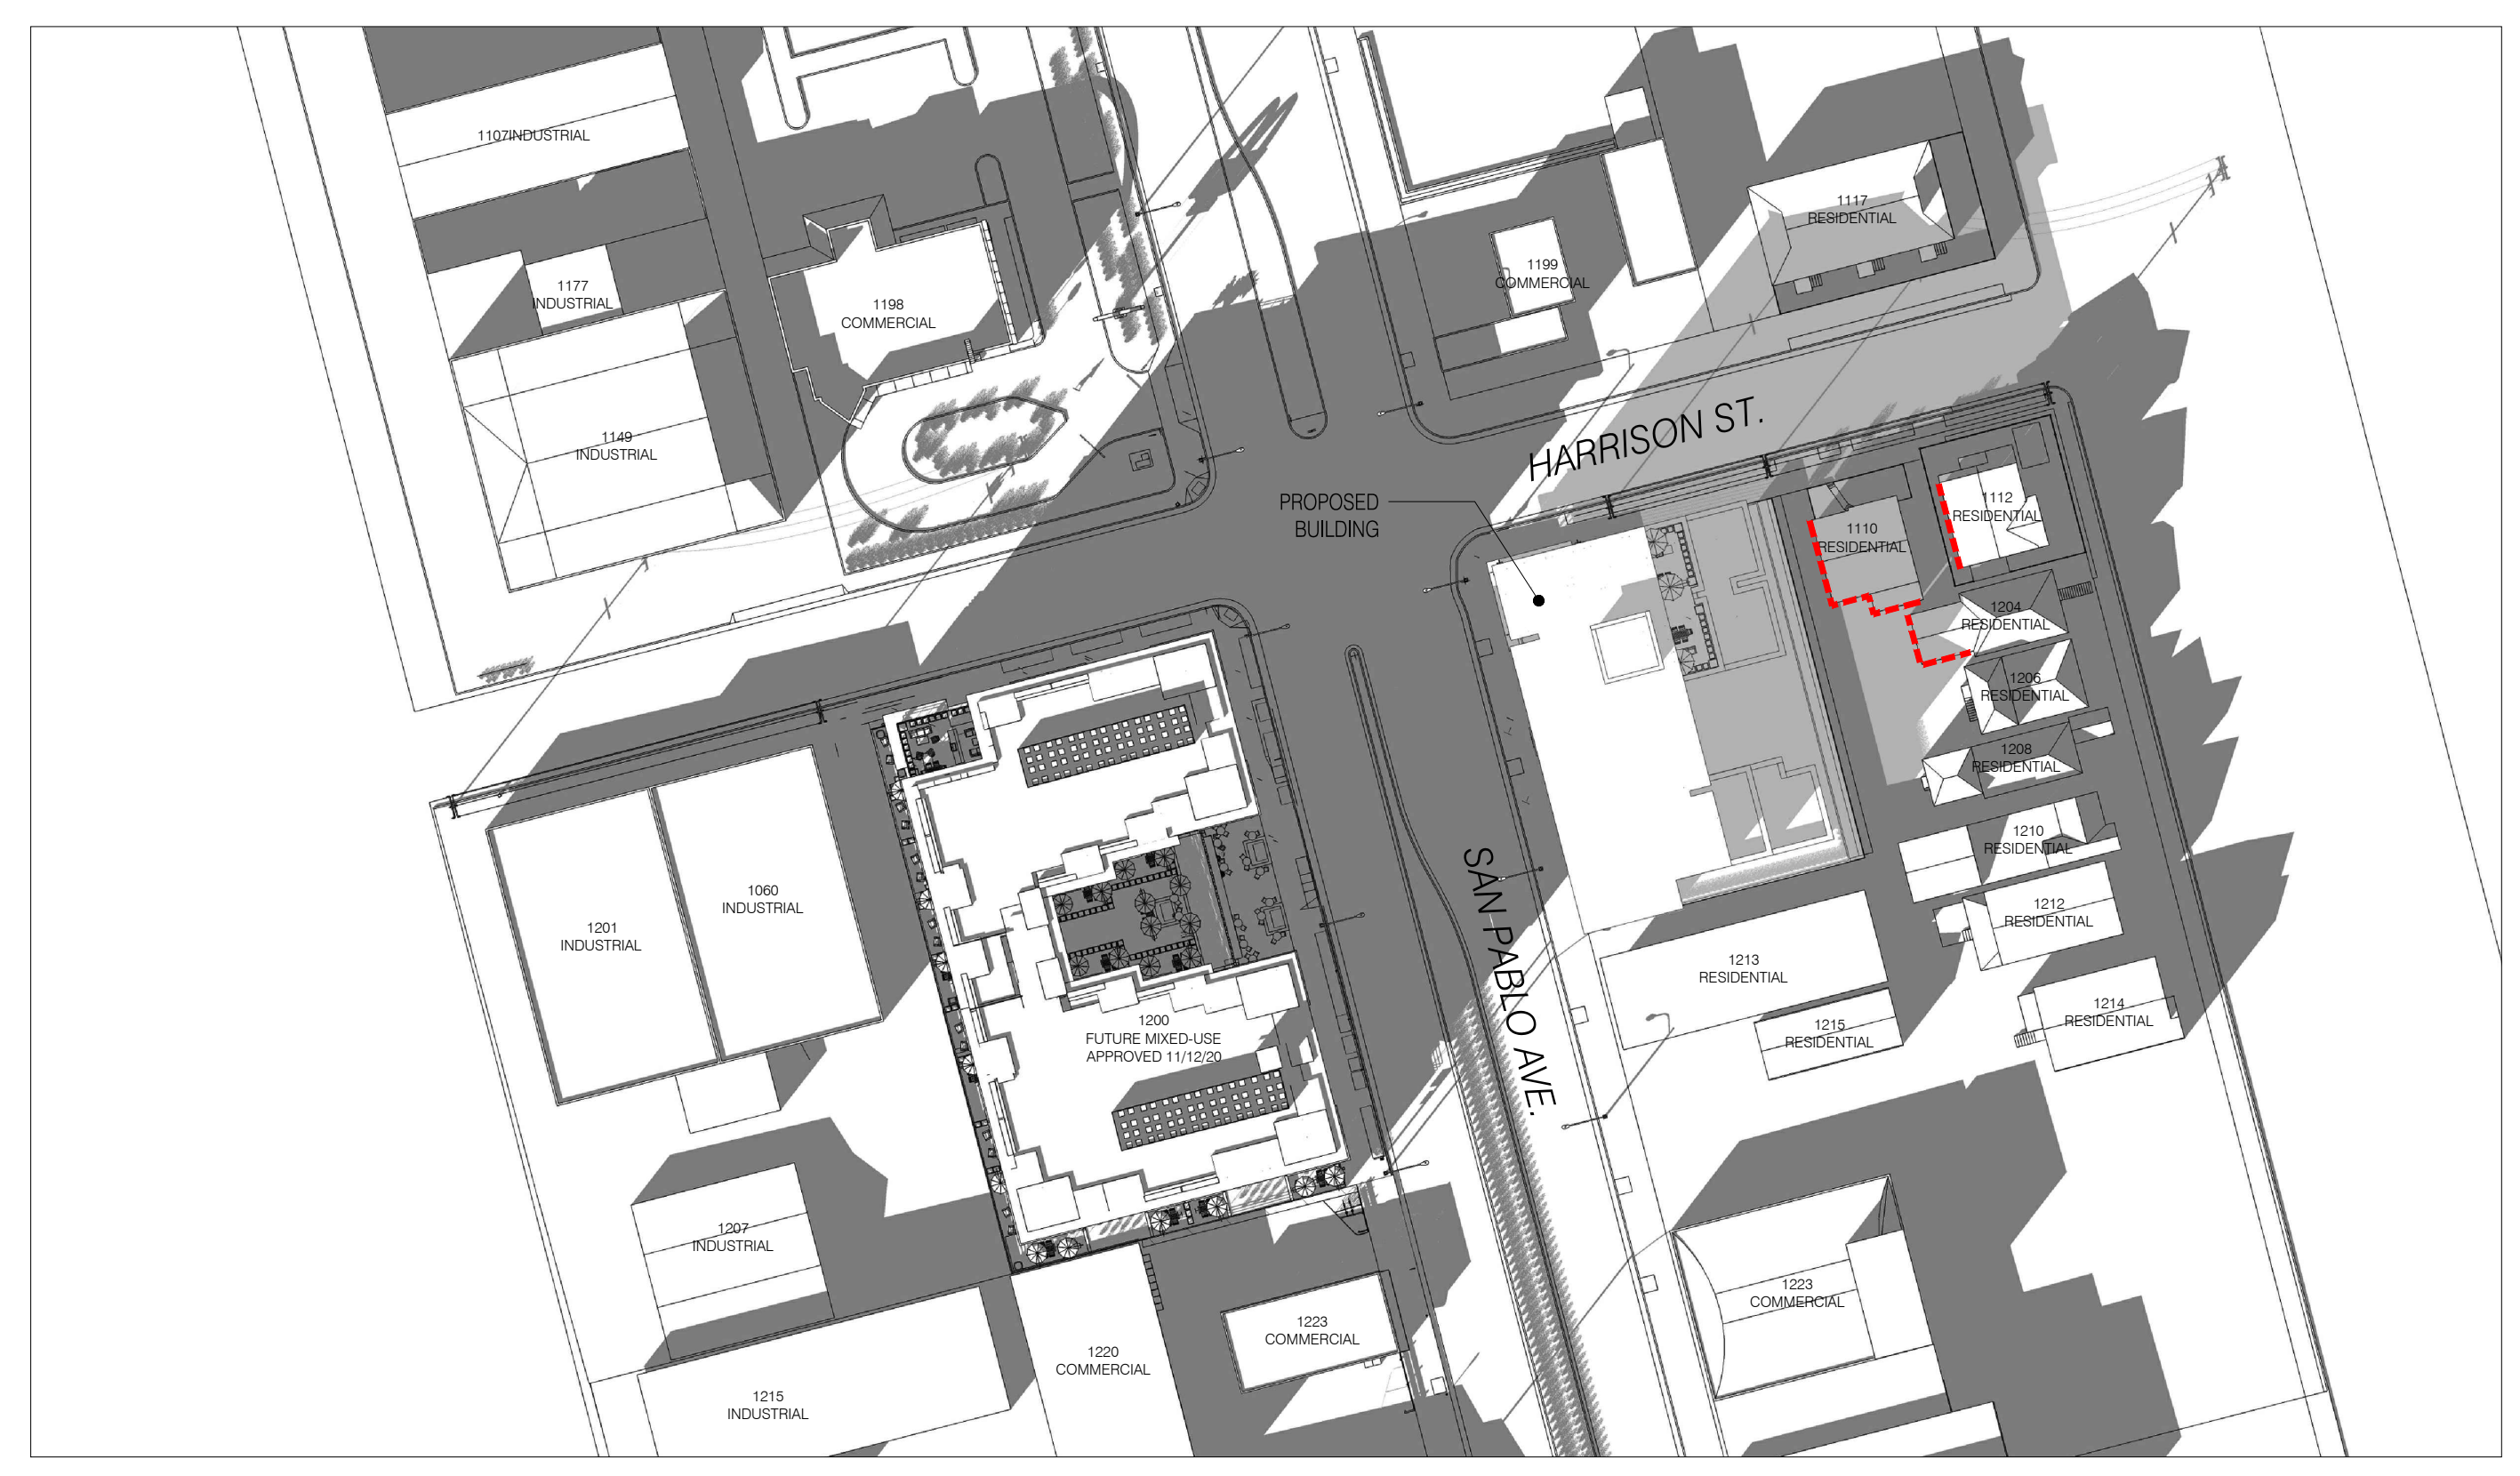 1107INDUSTRIAL
1177
INDUSTRIAL
1198
COMMERCIAL
1149
INDUSTRIAL
1199
COMMERCIAL
1117
RESIDENTIAL
HARRISON ST.
PROPOSED
BUILDING
1110
RESIDENTIAL
1112
RESIDENTIAL
1204
RESIDENTIAL
1206
RESIDENTIAL
1208
RESIDENTIAL
1210
RESIDENTIAL
1212
RESIDENTIAL
1214
RESIDENTIAL
1213
RESIDENTIAL
1215
RESIDENTIAL
SAN PABLO AVE.
1060
INDUSTRIAL
1201
INDUSTRIAL
1200
FUTURE MIXED-USE
APPROVED 11/12/20
1207
INDUSTRIAL
1215
INDUSTRIAL
1220
COMMERCIAL
1223
COMMERCIAL
1223
COMMERCIAL